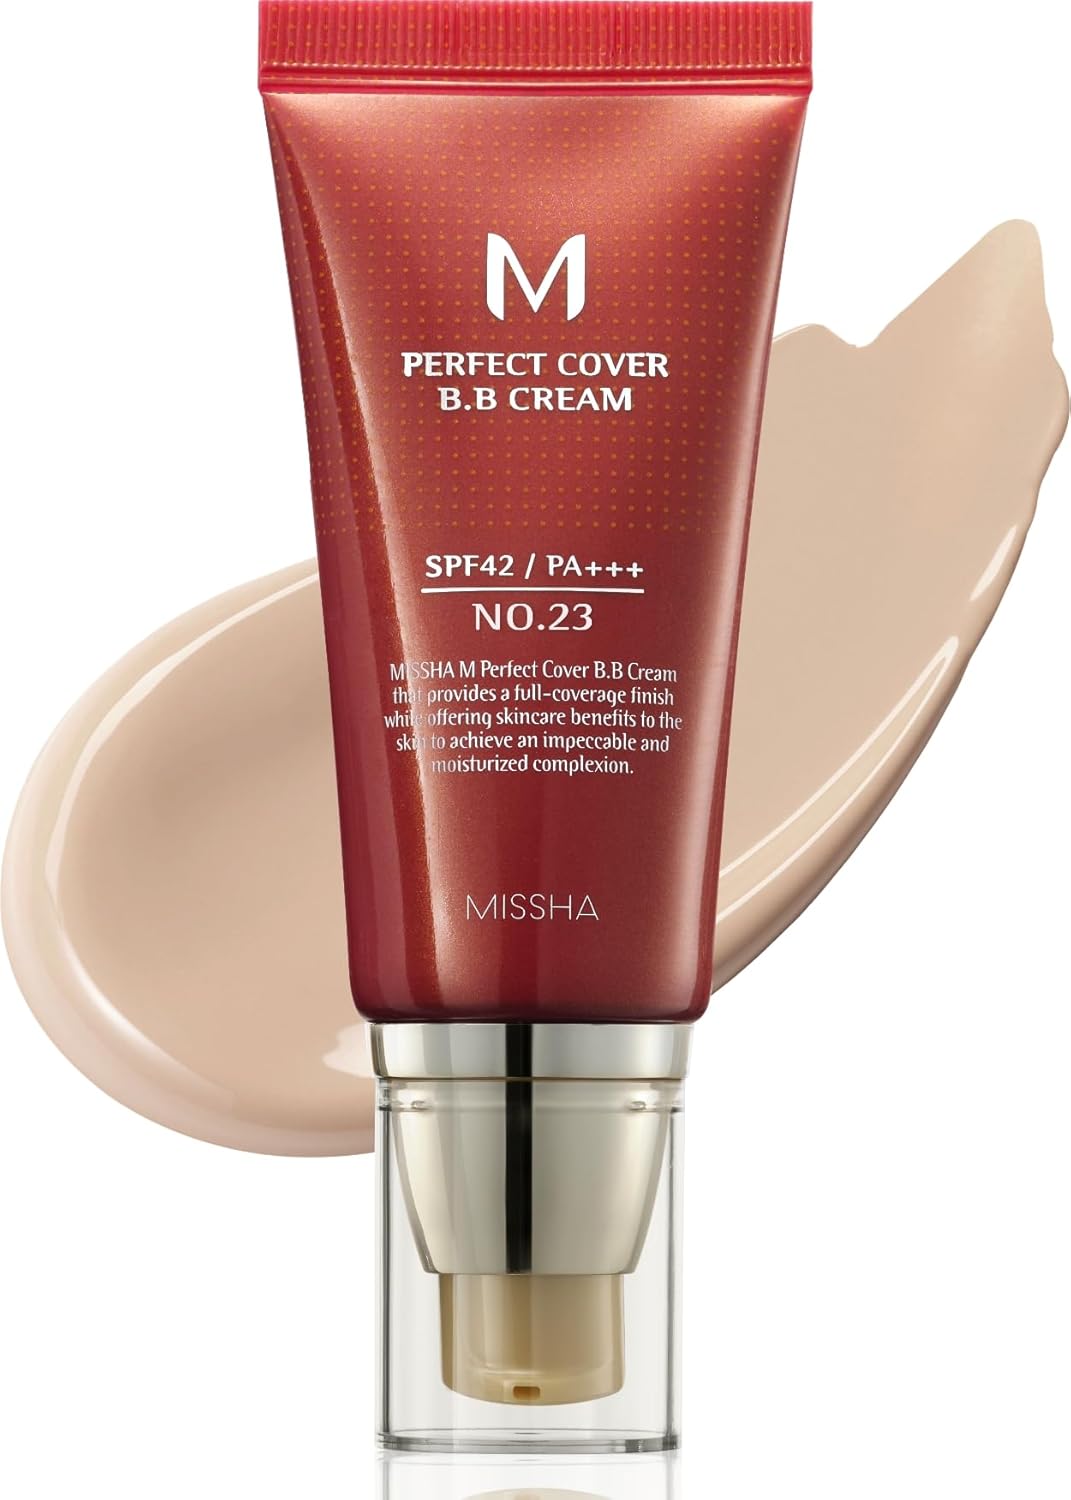 M
PERFECT COVER
B.B CREAM
SPF42 / PA+++
NO.23
MISSHA M Perfect Cover B.B Cream
that provides a full-coverage finish
while offering skincare benefits to the
skin to achieve an impeccable and
moisturized complexion.
MISSHA